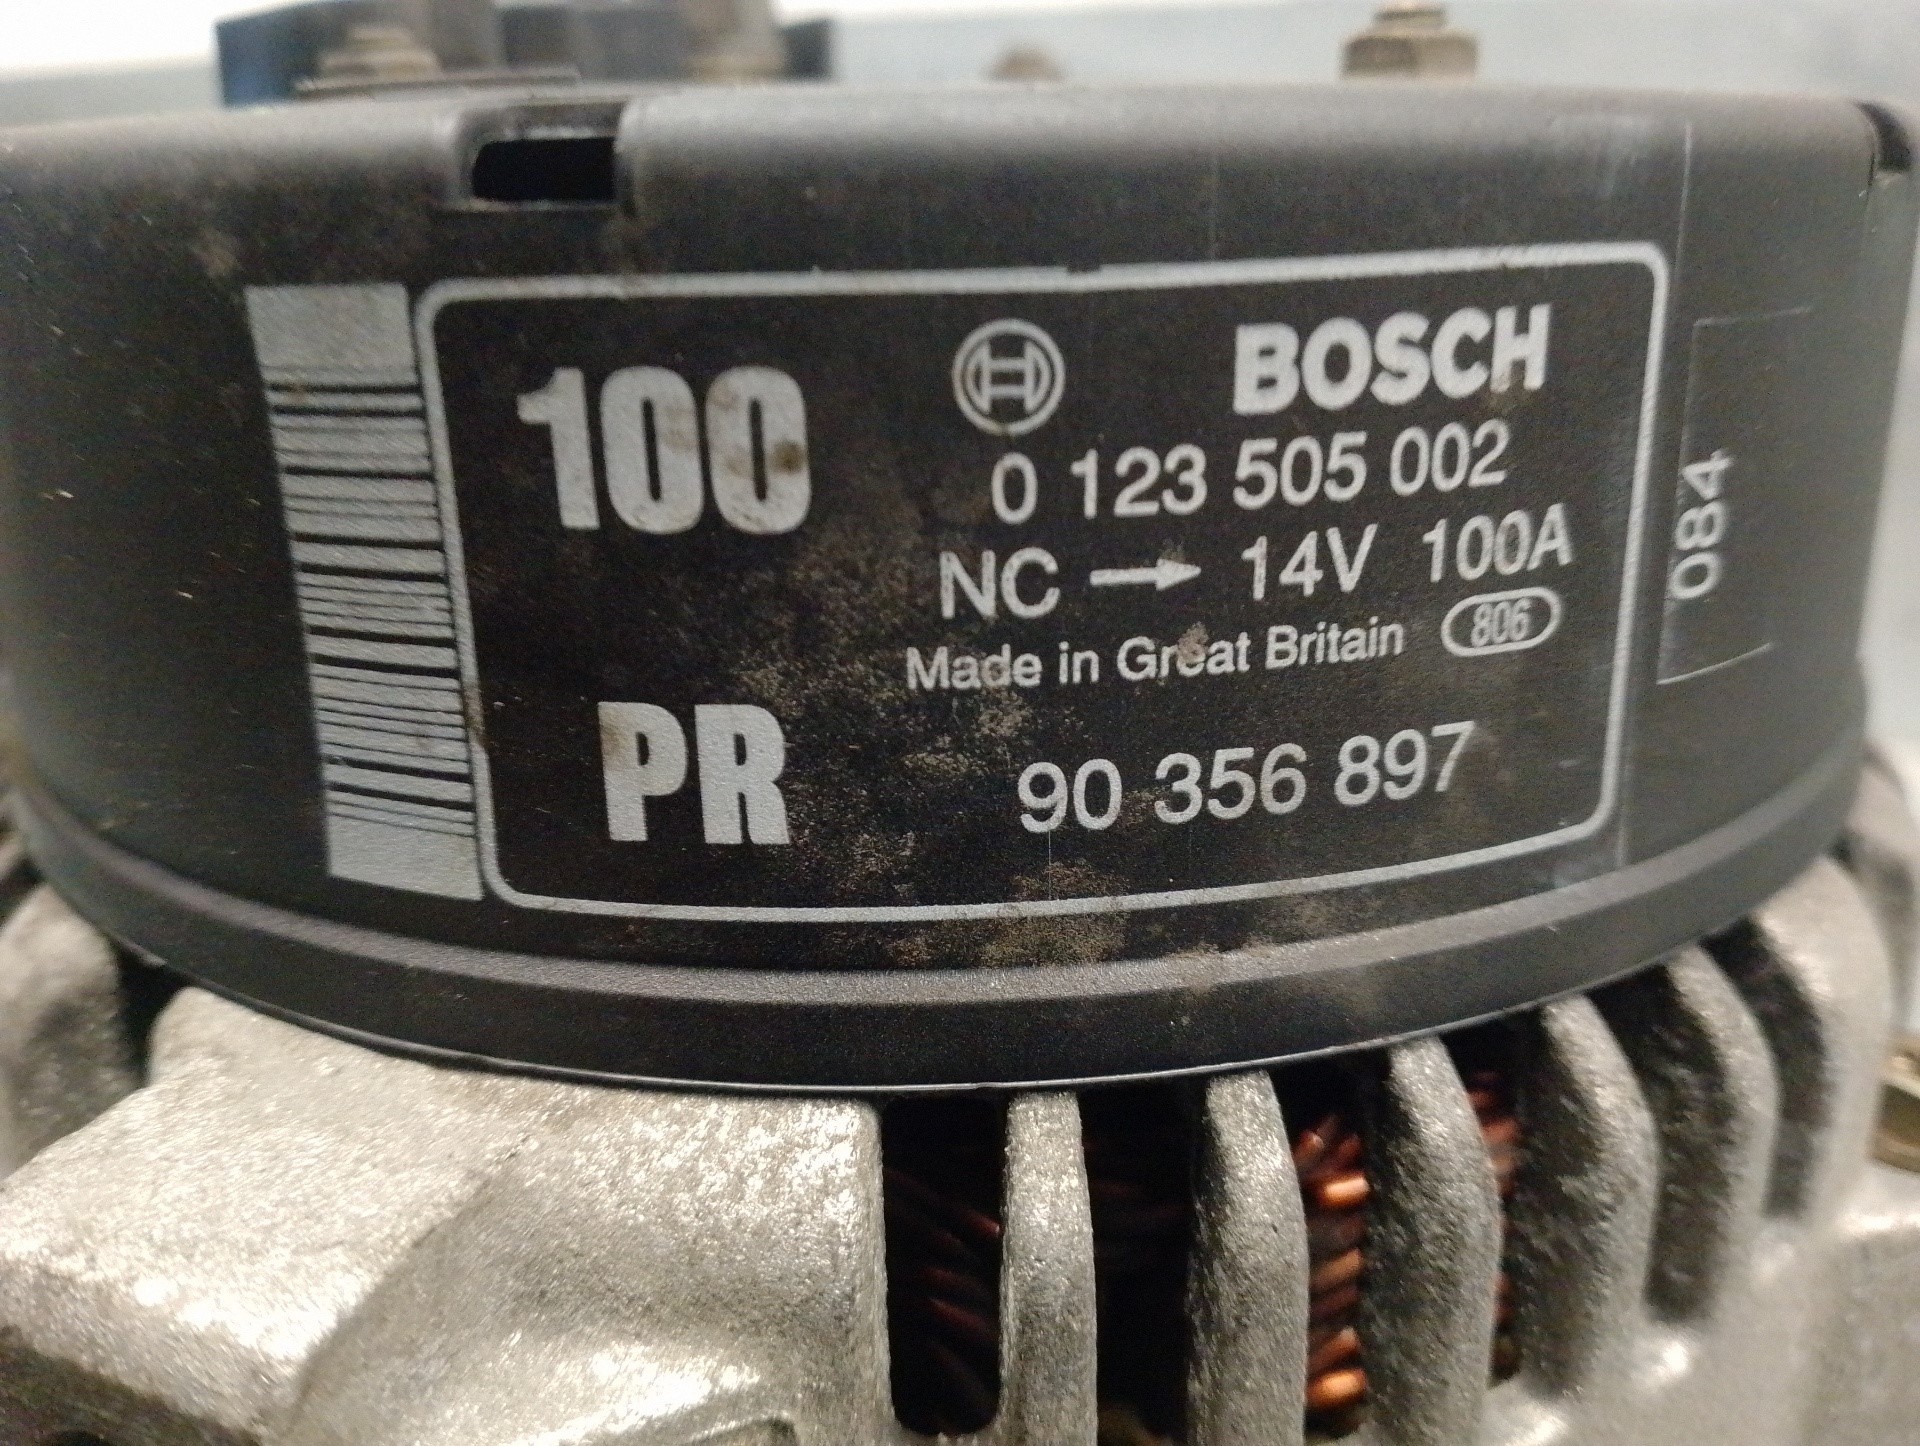 100
BOSCH
0 123 505 002
NC → 14V 100A
Made in Great Britain 806
PR
90 356 897
084